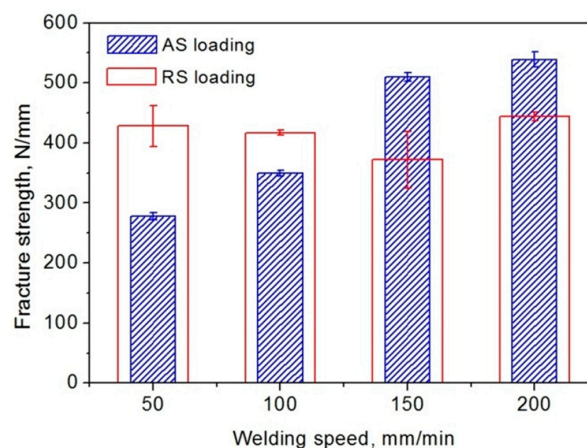 600
500
400
300
200
100
0
Fracture strength, N/mm
AS loading
RS loading
50 100 150 200
Welding speed, mm/min